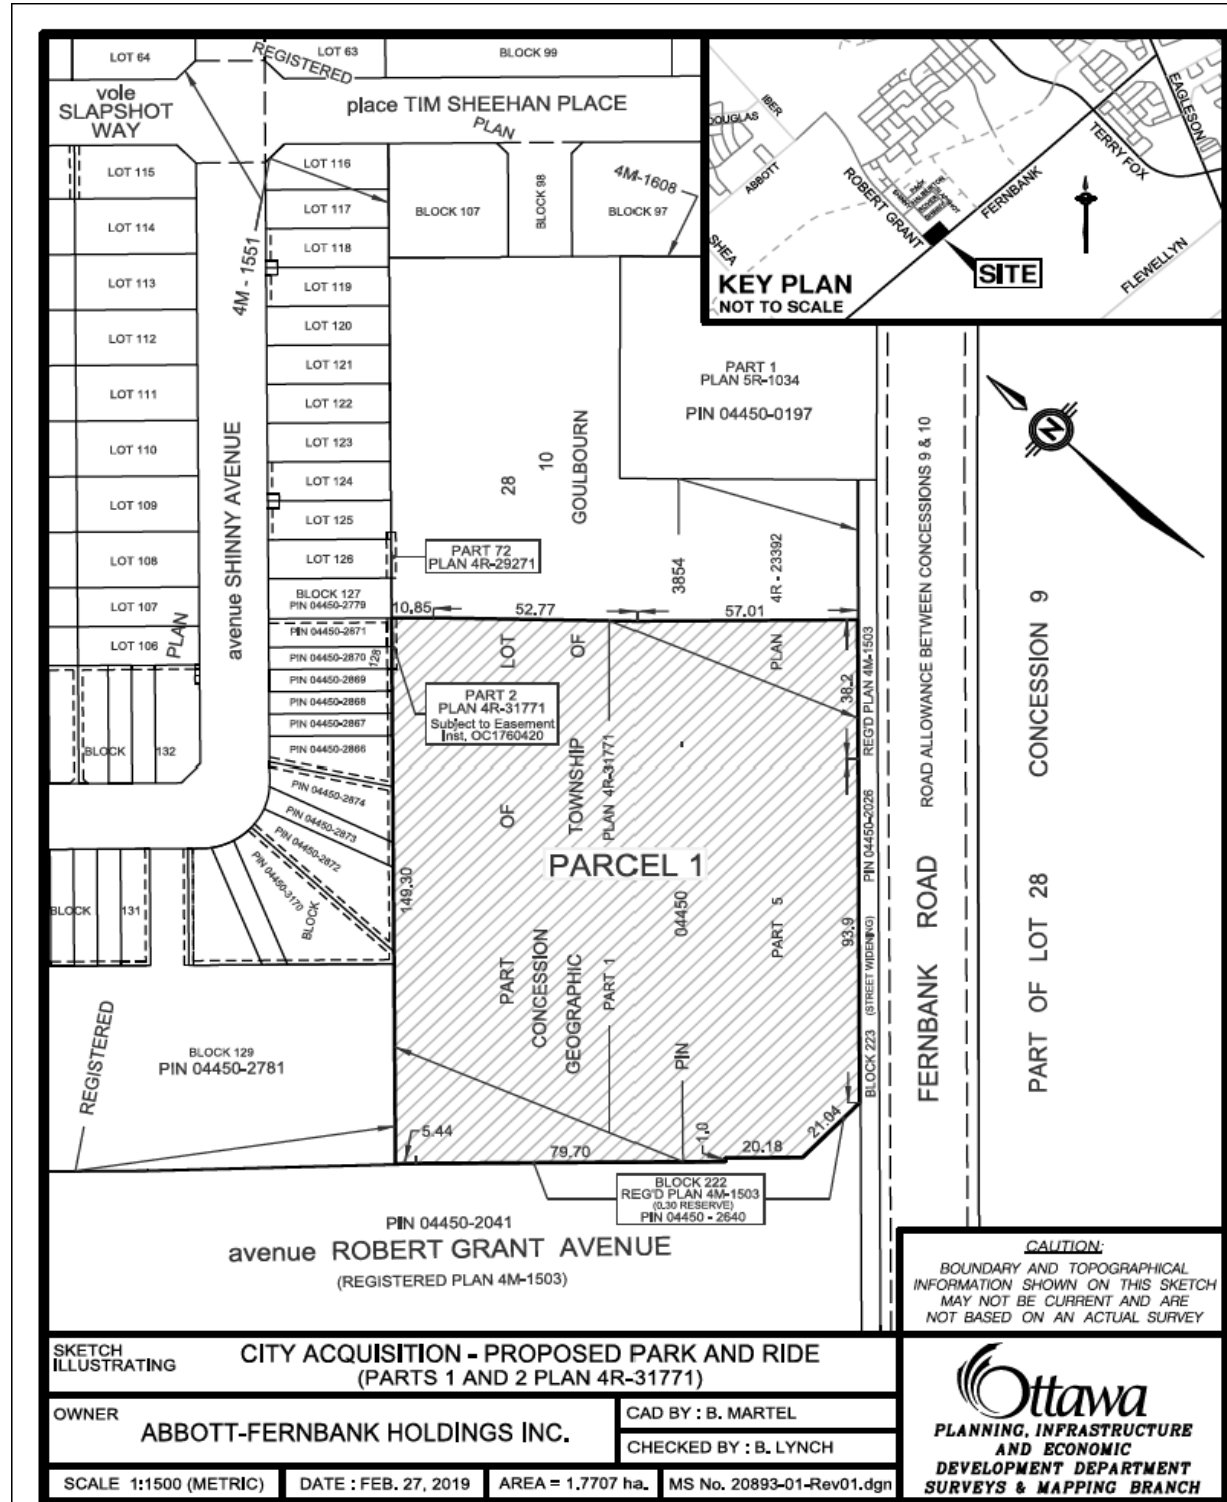 LOT 64
REGISTERED
LOT 63
BLOCK 99
vole
SLAPSHOT
WAY
place TIM SHEEHAN PLACE
PLAN
LOT 115
LOT 114
LOT 113
LOT 112
LOT 111
LOT 110
LOT 109
LOT 108
LOT 107
LOT 106
PLAN
4M - 1551
avenue SHINNY AVENUE
LOT 116
LOT 117
LOT 118
LOT 119
LOT 120
LOT 121
LOT 122
LOT 123
LOT 124
LOT 125
LOT 126
BLOCK 127
PIN 04450-2779
PIN 04450-2871
PIN 04450-2870
128
PIN 04450-2869
PIN 04450-2868
PIN 04450-2867
PIN 04450-2866
PIN 04450-2874
PIN 04450-2873
PIN 04450-2872
PIN 04450-3170
BLOCK
BLOCK 132
BLOCK 131
BLOCK 107
BLOCK 98
BLOCK 97
4M-1608
IBER
DOUGLAS
ABBOTT
ROBERT GRANT
SHEA
FERNBANK
EAGLESON
TERRY FOX
FLEWELLYN
SITE
KEY PLAN
NOT TO SCALE
PART 1
PLAN 5R-1034
PIN 04450-0197
28
10
GOULBOURN
PART 72
PLAN 4R-29271
3854
4R - 23392
10.85
52.77
57.01
LOT
OF
PLAN
38.2
REG'D PLAN 4M-1503
PART 2
PLAN 4R-31771
Subject to Easement
Inst. OC1760420
OF
TOWNSHIP
PLAN 4R-31771
PARCEL 1
149.30
04450
PART 5
93.9
PIN 04450-2026
PART
CONCESSION
GEOGRAPHIC
PART 1
PIN
BLOCK 223 (STREET WIDENING)
FERNBANK ROAD
ROAD ALLOWANCE BETWEEN CONCESSIONS 9 & 10
PART OF LOT 28 CONCESSION 9
N
REGISTERED
BLOCK 129
PIN 04450-2781
5.44
79.70
1.0
20.18
21.04
BLOCK 222
REG'D PLAN 4M-1503
(0.30 RESERVE)
PIN 04450 - 2640
PIN 04450-2041
avenue ROBERT GRANT AVENUE
(REGISTERED PLAN 4M-1503)
CAUTION:
BOUNDARY AND TOPOGRAPHICAL
INFORMATION SHOWN ON THIS SKETCH
MAY NOT BE CURRENT AND ARE
NOT BASED ON AN ACTUAL SURVEY
SKETCH
ILLUSTRATING
CITY ACQUISITION - PROPOSED PARK AND RIDE
(PARTS 1 AND 2 PLAN 4R-31771)
OWNER
ABBOTT-FERNBANK HOLDINGS INC.
CAD BY : B. MARTEL
CHECKED BY : B. LYNCH
SCALE 1:1500 (METRIC)
DATE : FEB. 27, 2019
AREA = 1.7707 ha.
MS No. 20893-01-Rev01.dgn
Ottawa
PLANNING, INFRASTRUCTURE
AND ECONOMIC
DEVELOPMENT DEPARTMENT
SURVEYS & MAPPING BRANCH